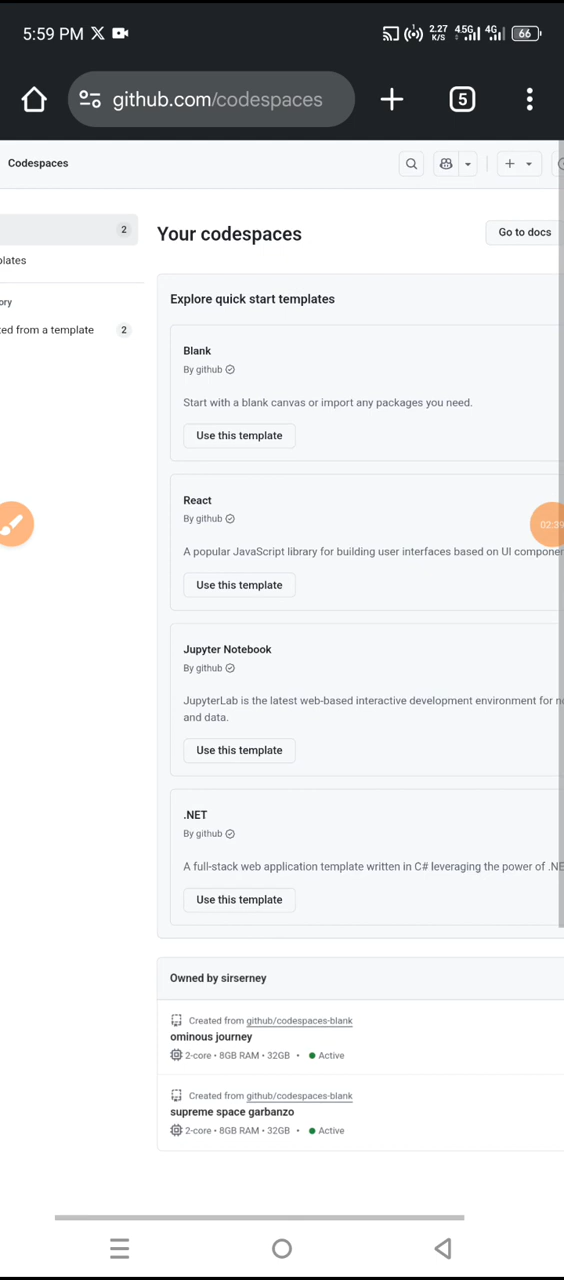 5:59 PM X 2.27 K/S 4.5G 4G 66
github.com/codespaces 5
Codespaces
2
plates
ory
ted from a template 2
Your codespaces Go to docs
Explore quick start templates
Blank
By github
Start with a blank canvas or import any packages you need.
Use this template
React
By github
A popular JavaScript library for building user interfaces based on UI componen
Use this template
02:39
Jupyter Notebook
By github
JupyterLab is the latest web-based interactive development environment for no
and data.
Use this template
.NET
By github
A full-stack web application template written in C# leveraging the power of .NE
Use this template
Owned by sirserney
Created from github/codespaces-blank
ominous journey
2-core • 8GB RAM • 32GB • Active
Created from github/codespaces-blank
supreme space garbanzo
2-core • 8GB RAM • 32GB • Active